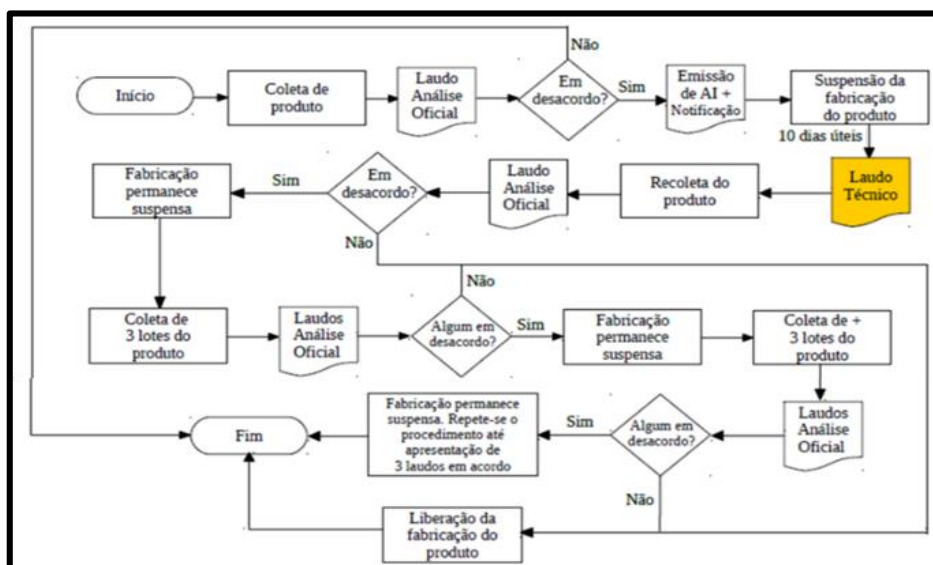 Não
Início
Coleta de
produto
Laudo
Análise
Oficial
Em
desacordo?
Sim
Emissão
de AI +
Notificação
Suspensão da
fabricação
do produto
10 dias úteis
Laudo
Técnico
Recoleta do
produto
Laudo
Análise
Oficial
Em
desacordo?
Sim
Fabricação
permanece
suspensa
Não
Não
Coleta de
3 lotes do
produto
Laudos
Análise
Oficial
Algum em
desacordo?
Sim
Fabricação
permanece
suspensa
Coleta de +
3 lotes do
produto
Laudos
Análise
Oficial
Algum em
desacordo?
Sim
Fabricação permanece
suspensa. Repete-se o
procedimento até
apresentação de
3 laudos em acordo
Fim
Não
Liberação da
fabricação do
produto